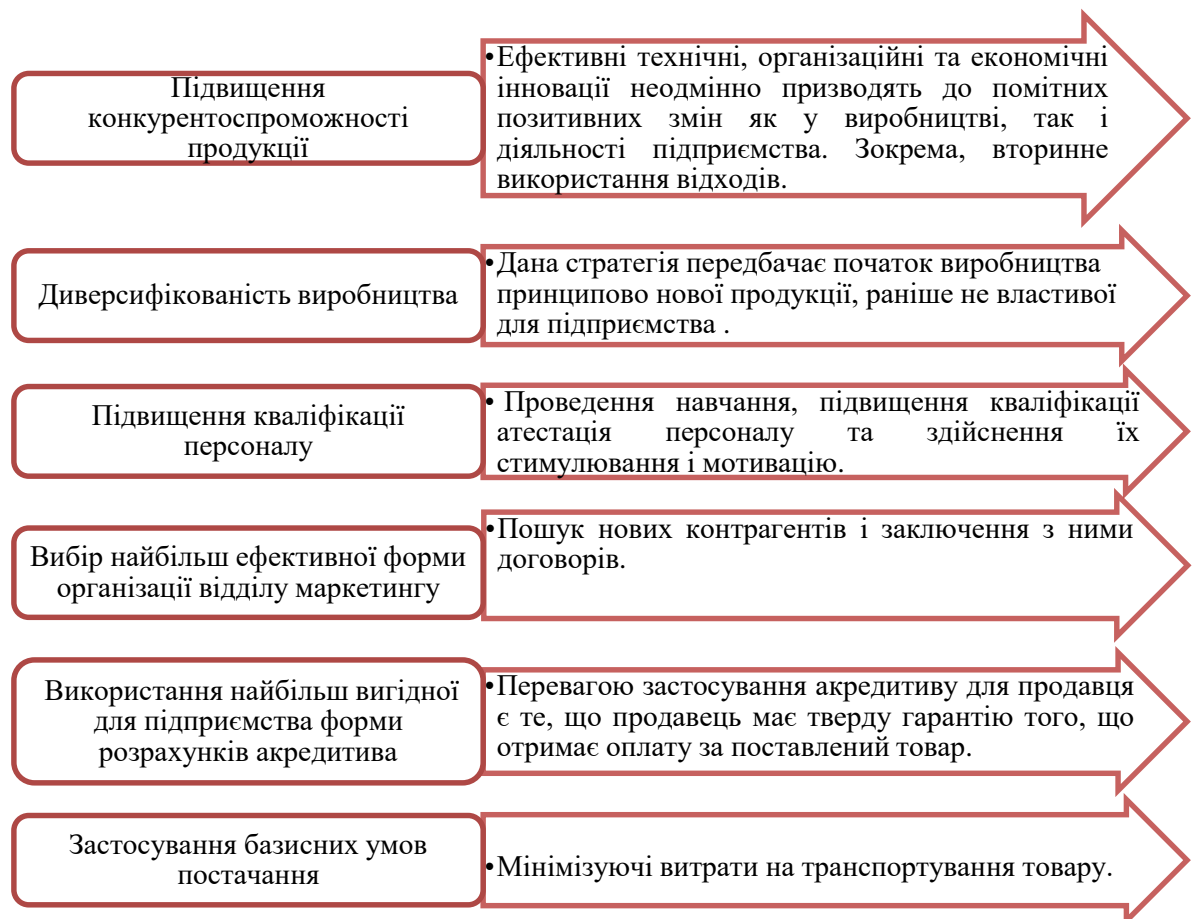 Підвищення
конкурентоспроможності
продукції
•Ефективні технічні, організаційні та економічні
інновації неодмінно призводять до помітних
позитивних змін як у виробництві, так і
діяльності підприємства. Зокрема, вторинне
використання відходів.
Диверсифікованість виробництва
•Дана стратегія передбачає початок виробництва
принципово нової продукції, раніше не властивої
для підприємства .
Підвищення кваліфікації
персоналу
• Проведення навчання, підвищення кваліфікації
атестація персоналу та здійснення їх
стимулювання і мотивацію.
Вибір найбільш ефективної форми
організації відділу маркетингу
•Пошук нових контрагентів і заключення з ними
договорів.
Використання найбільш вигідної
для підприємства форми
розрахунків акредитива
•Перевагою застосування акредитиву для продавця
є те, що продавець має тверду гарантію того, що
отримає оплату за поставлений товар.
Застосування базисних умов
постачання
•Мінімізуючі витрати на транспортування товару.